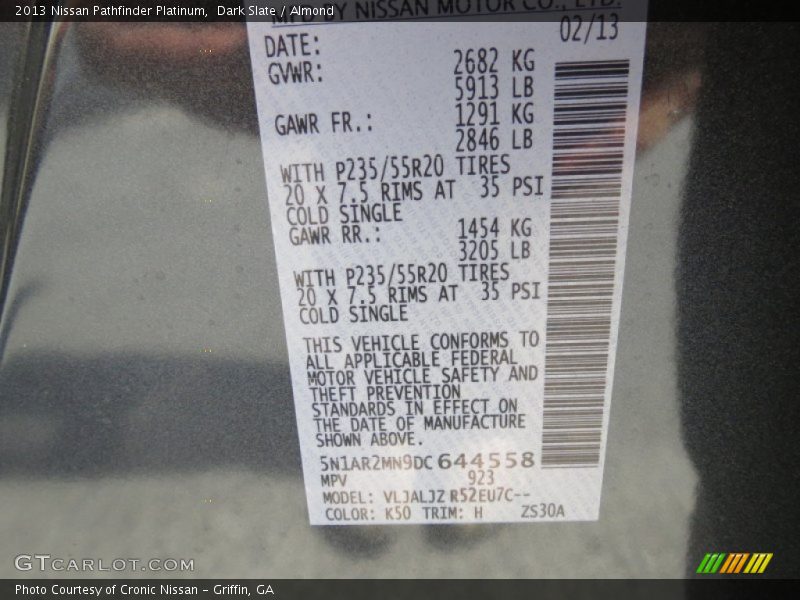 2013 Nissan Pathfinder Platinum,  Dark Slate / Almond
MFD BY NISSAN MOTOR CO., LTD.
DATE: 02/13
GVWR: 2682 KG
5913 LB
GAWR FR.: 1291 KG
2846 LB
WITH P235/55R20 TIRES
20 X 7.5 RIMS AT 35 PSI
COLD SINGLE
GAWR RR.: 1454 KG
3205 LB
WITH P235/55R20 TIRES
20 X 7.5 RIMS AT 35 PSI
COLD SINGLE
THIS VEHICLE CONFORMS TO
ALL APPLICABLE FEDERAL
MOTOR VEHICLE SAFETY AND
THEFT PREVENTION
STANDARDS IN EFFECT ON
THE DATE OF MANUFACTURE
SHOWN ABOVE.
5N1AR2MN9DC644558
MPV 923
MODEL: VLJALJZ R52EU7C--
COLOR: K50 TRIM: H ZS30A
GTCARLOT.COM
Photo Courtesy of Cronic Nissan – Griffin, GA